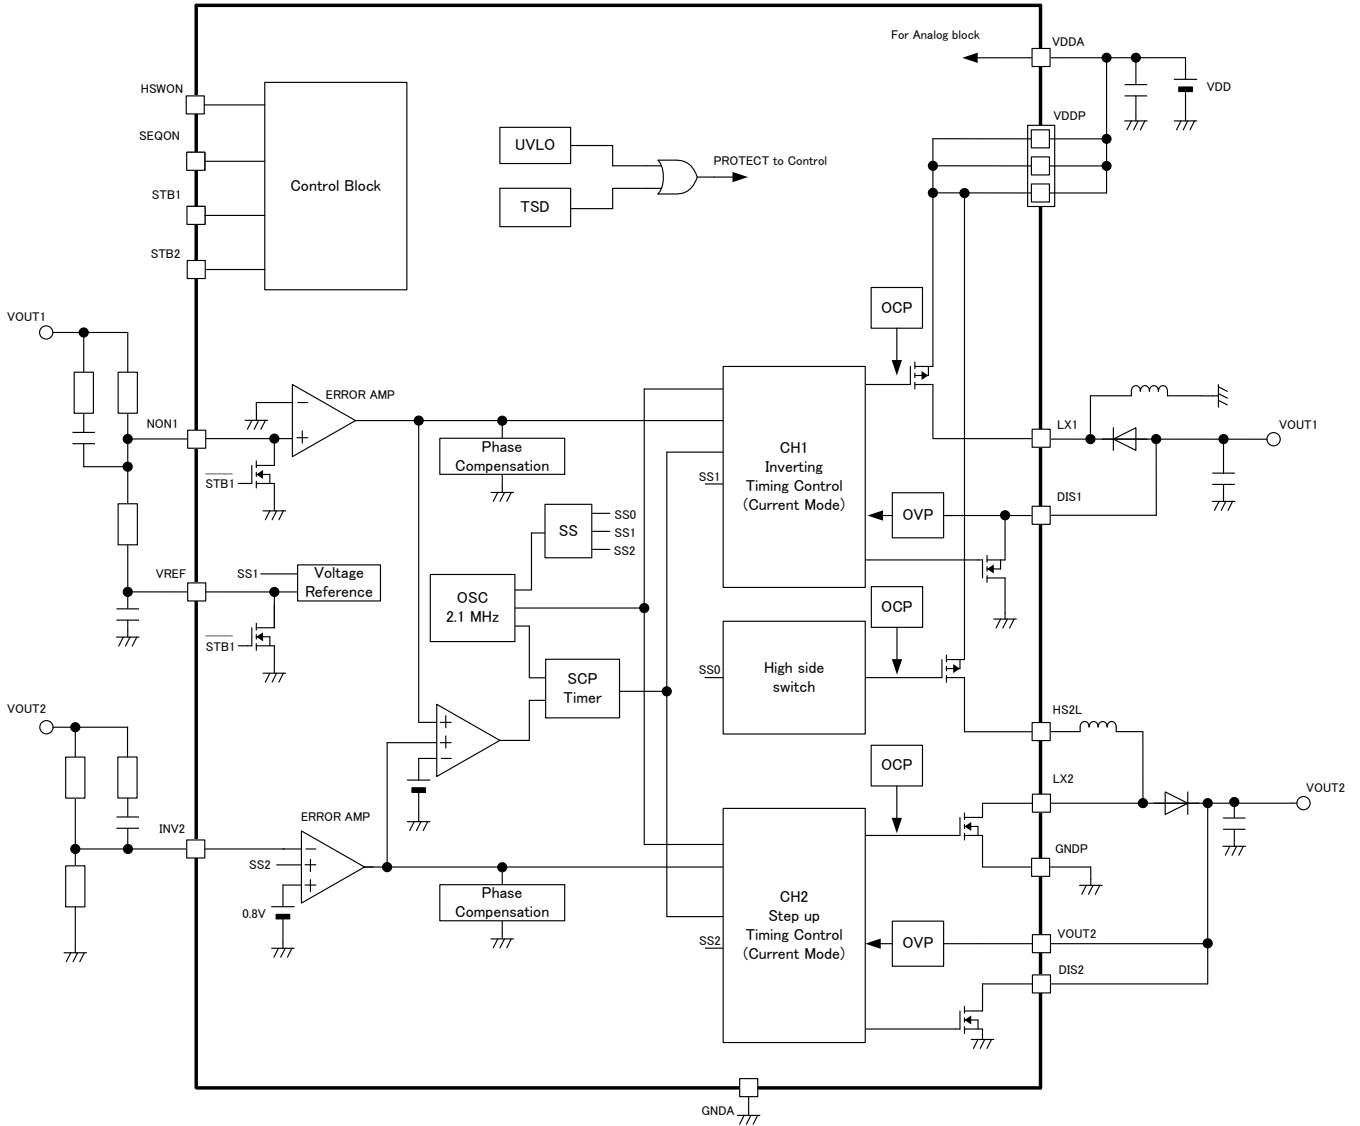 For Analog block
VDDA
VDD
VDDP
HSWON
SEQON
STB1
STB2
Control Block
UVLO
TSD
PROTECT to Control
OCP
VOUT1
NON1
ERROR AMP
−
+
STB1
Phase
Compensation
SS1
CH1
Inverting
Timing Control
(Current Mode)
OVP
LX1
VOUT1
DIS1
SS
SS0
SS1
SS2
VREF
SS1
Voltage
Reference
STB1
OSC
2.1 MHz
SCP
Timer
OCP
SS0
High side
switch
HS2L
VOUT2
+
+
−
OCP
LX2
VOUT2
GNDP
INV2
ERROR AMP
−
SS2
+
+
0.8V
Phase
Compensation
SS2
CH2
Step up
Timing Control
(Current Mode)
OVP
VOUT2
DIS2
GNDA